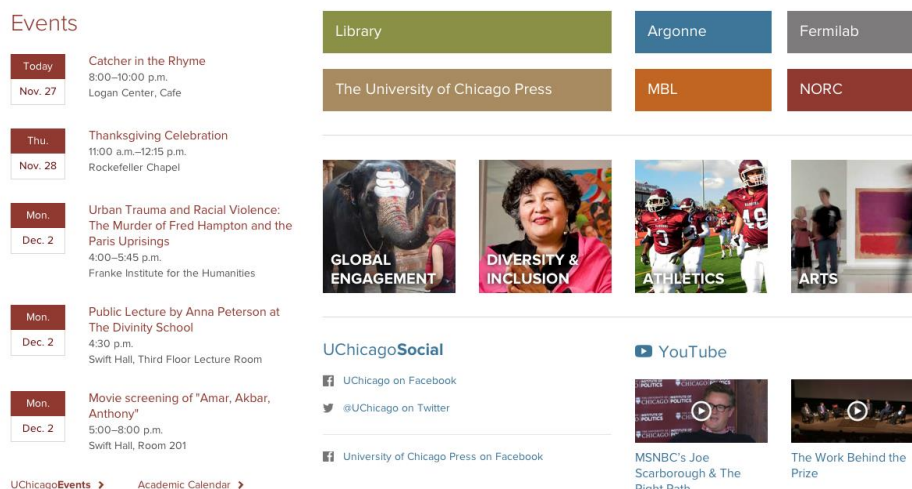 Events
Today
Nov. 27
Catcher in the Rhyme
8:00–10:00 p.m.
Logan Center, Cafe
Thu.
Nov. 28
Thanksgiving Celebration
11:00 a.m.–12:15 p.m.
Rockefeller Chapel
Mon.
Dec. 2
Urban Trauma and Racial Violence:
The Murder of Fred Hampton and the
Paris Uprisings
4:00–5:45 p.m.
Franke Institute for the Humanities
Mon.
Dec. 2
Public Lecture by Anna Peterson at
The Divinity School
4:30 p.m.
Swift Hall, Third Floor Lecture Room
Mon.
Dec. 2
Movie screening of "Amar, Akbar,
Anthony"
5:00–8:00 p.m.
Swift Hall, Room 201
UChicagoEvents
Academic Calendar
Library
Argonne
Fermilab
The University of Chicago Press
MBL
NORC
GLOBAL
ENGAGEMENT
DIVERSITY &
INCLUSION
ATHLETICS
3
48
ARTS
UChicagoSocial
UChicago on Facebook
@UChicago on Twitter
University of Chicago Press on Facebook
YouTube
MSNBC's Joe
Scarborough & The
Right Path
The Work Behind the
Prize